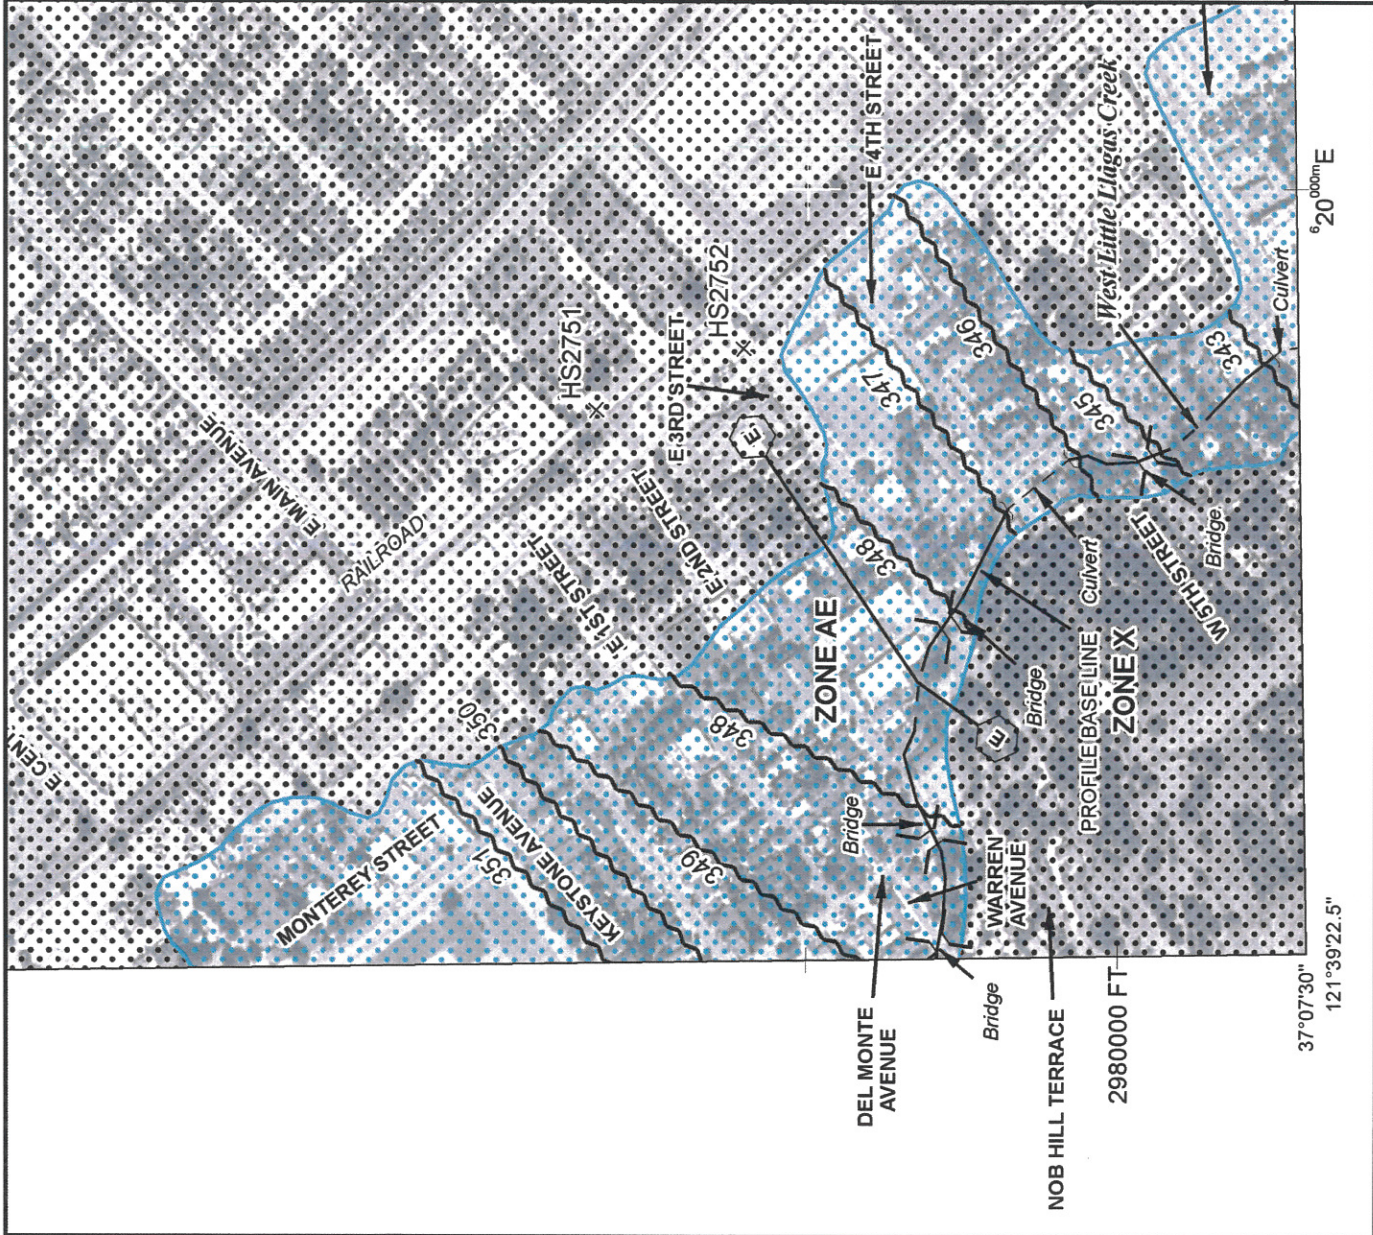 E CEN
E MAIN AVENUE
RAILROAD
HS2751
HS2752
E 3RD STREET
E 4TH STREET
West Little Llagas Creek
E 2ND STREET
E 1ST STREET
E
347
346
345
343
348
Culvert
6 20 000m E
MONTEREY STREET
350
351
KEYSTONE AVENUE
349
348
ZONE AE
E
Bridge
Bridge
PROFILE BASE LINE
ZONE X
Culvert
W 5TH STREET
Bridge
WARREN
AVENUE
DEL MONTE
AVENUE
Bridge
NOB HILL TERRACE
2980000 FT
37°07'30"
121°39'22.5"